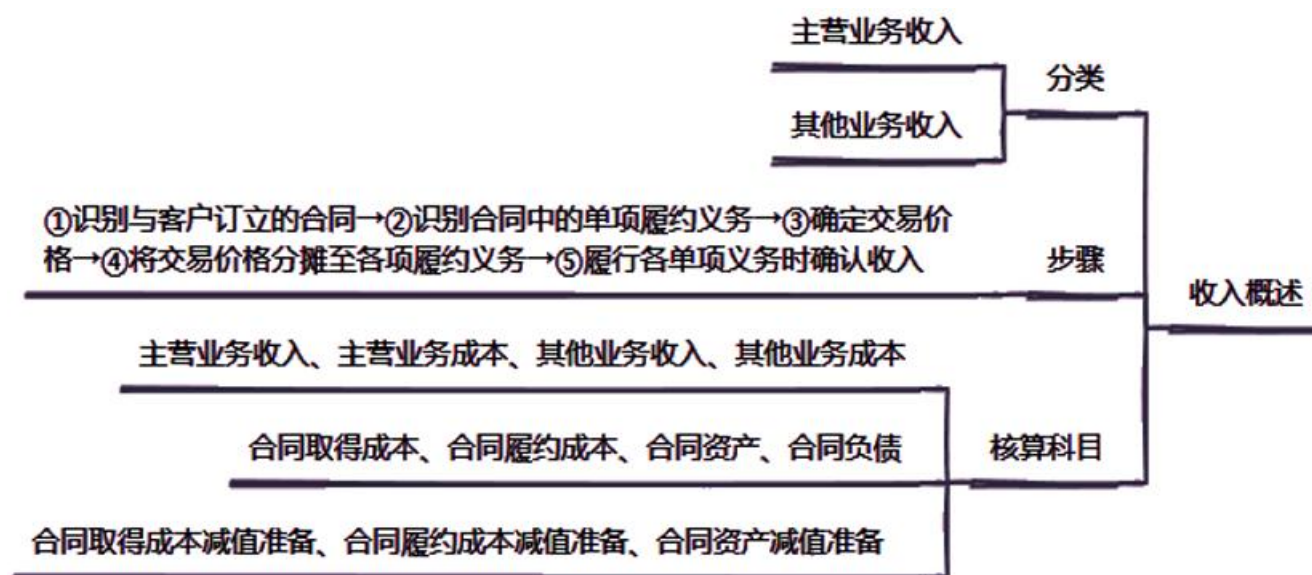 主营业务收入
分类
其他业务收入
①识别与客户订立的合同→②识别合同中的单项履约义务→③确定交易价
格→④将交易价格分摊至各项履约义务→⑤履行各单项义务时确认收入
步骤
收入概述
主营业务收入、主营业务成本、其他业务收入、其他业务成本
合同取得成本、合同履约成本、合同资产、合同负债
核算科目
合同取得成本减值准备、合同履约成本减值准备、合同资产减值准备